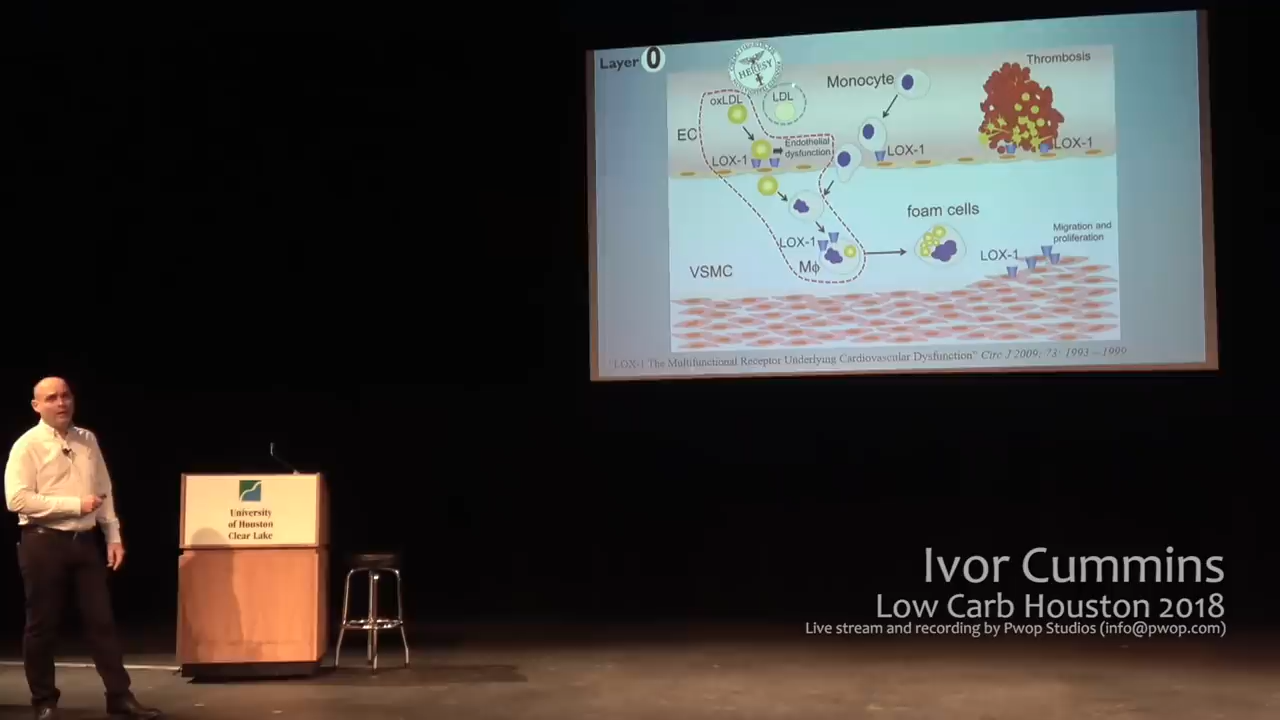 Layer 0
HERESY
Monocyte
Thrombosis
oxLDL
LDL
EC
Endothelial
dysfunction
LOX-1
LOX-1
LOX-1
foam cells
LOX-1
Mϕ
VSMC
Migration and
proliferation
LOX-1
"LOX-1 The Multifunctional Receptor Underlying Cardiovascular Dysfunction" Circ J 2009; 73: 1993 – 1999
University
of Houston
Clear Lake
Ivor Cummins
Low Carb Houston 2018
Live stream and recording by Pwop Studios (info@pwop.com)